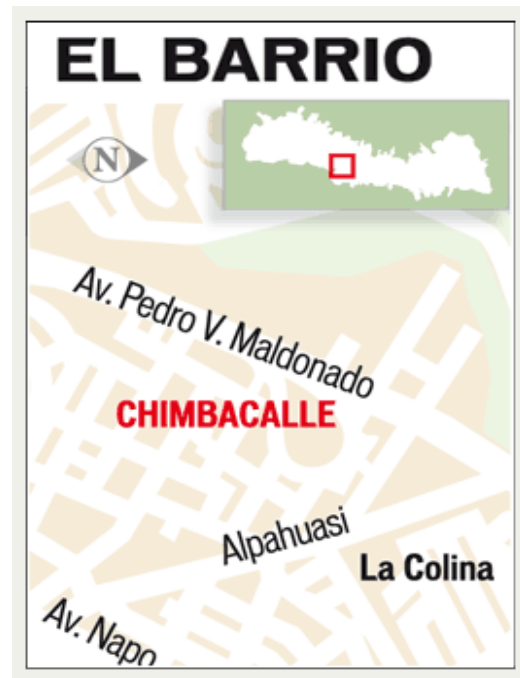 EL BARRIO
N
Av. Pedro V. Maldonado
CHIMBACALLE
Alpahuasi
La Colina
Av. Napo